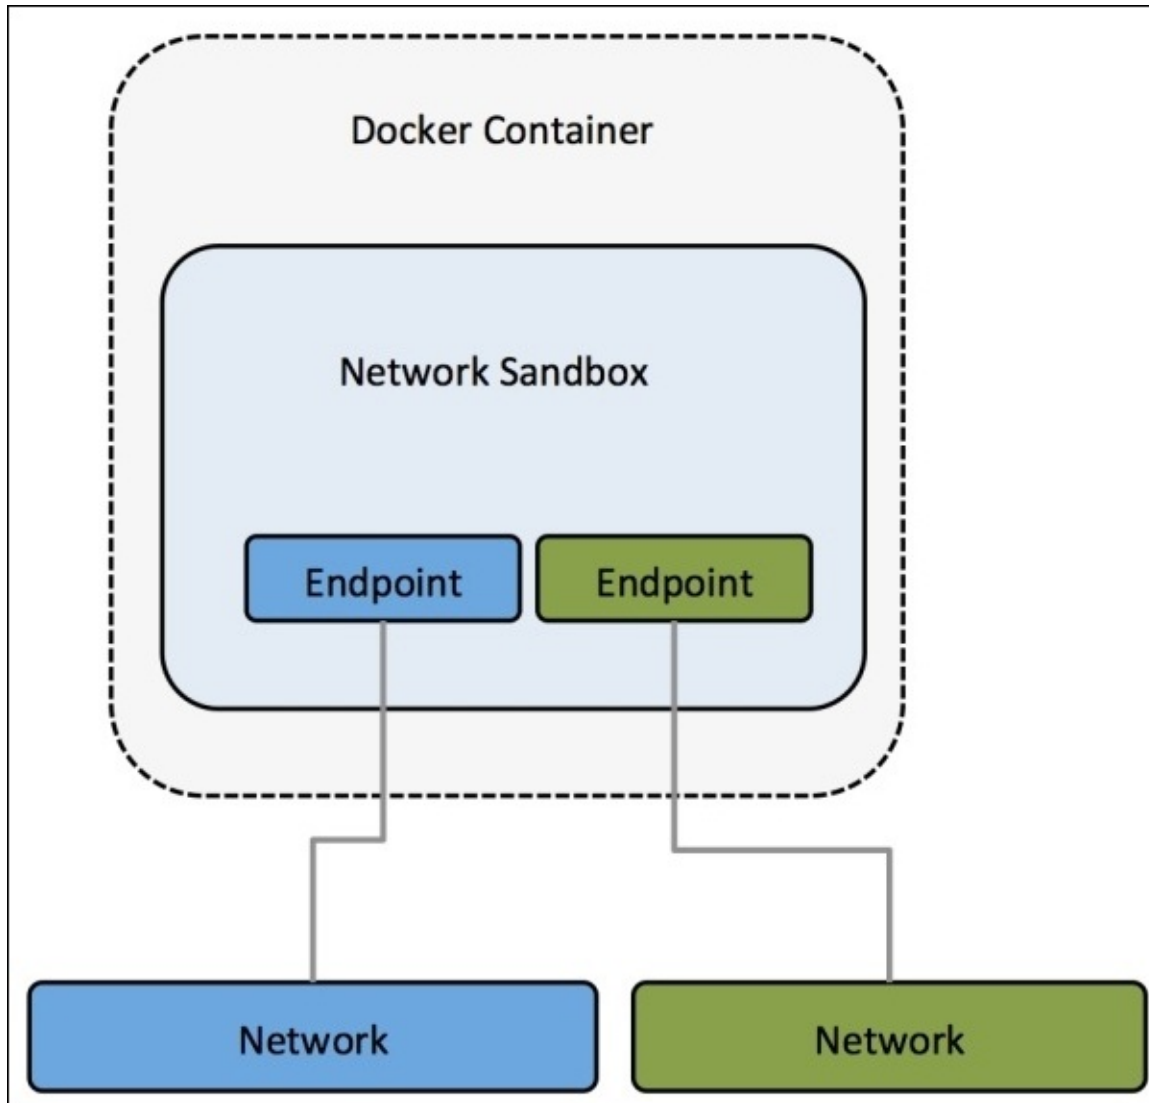 Docker Container
Network Sandbox
Endpoint
Endpoint
Network
Network